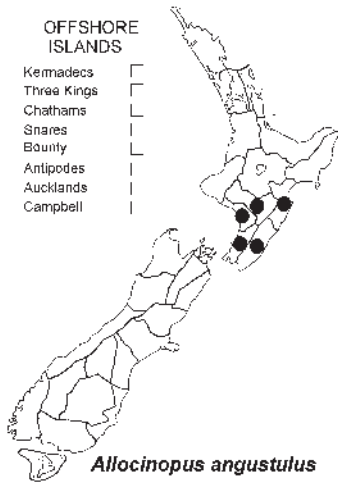 OFFSHORE
ISLANDS
Kermadecs
Three Kings
Chathams
Snares
Bounty
Antipodes
Aucklands
Campbell
Allocinopus angustulus